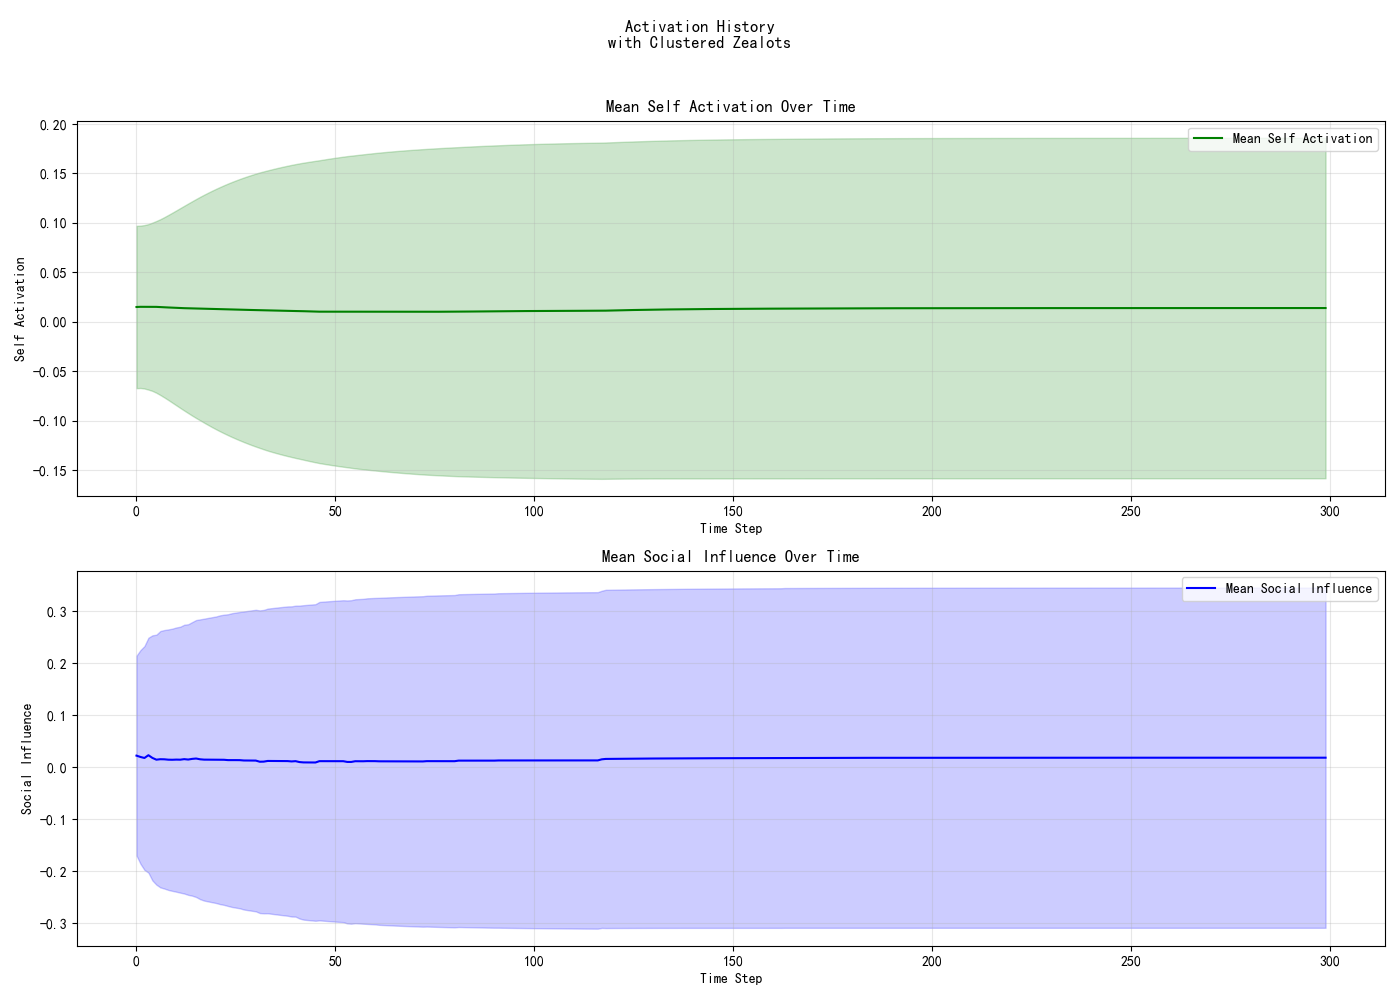 Activation History
with Clustered Zealots
Mean Self Activation Over Time
Mean Self Activation
Self Activation
0.20
0.15
0.10
0.05
0.00
−0.05
−0.10
−0.15
0 50 100 150 200 250 300
Time Step
Mean Social Influence Over Time
Mean Social Influence
Social Influence
0.3
0.2
0.1
0.0
−0.1
−0.2
−0.3
0 50 100 150 200 250 300
Time Step